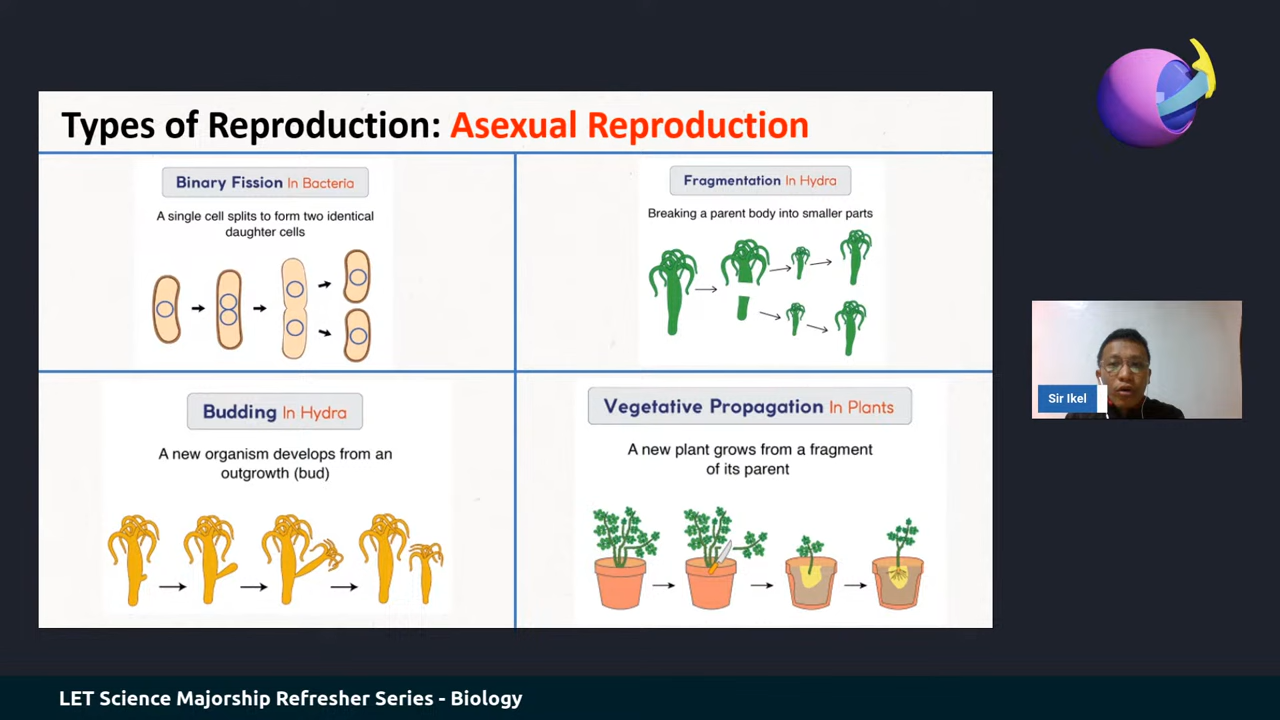 Types of Reproduction: Asexual Reproduction
Binary Fission In Bacteria
A single cell splits to form two identical
daughter cells
Fragmentation In Hydra
Breaking a parent body into smaller parts
Budding In Hydra
A new organism develops from an
outgrowth (bud)
Vegetative Propagation In Plants
A new plant grows from a fragment
of its parent
Sir Ikel
LET Science Majorship Refresher Series - Biology